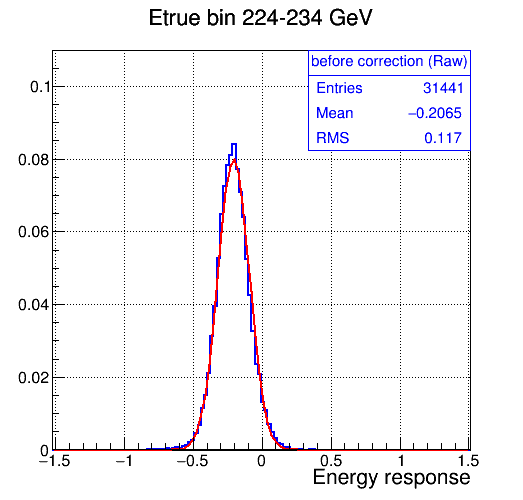 Etrue bin 224-234 GeV
before correction (Raw)
Entries 31441
Mean −0.2065
RMS 0.117
0.1
0.08
0.06
0.04
0.02
0
−1.5 −1 −0.5 0 0.5 1 1.5
Energy response